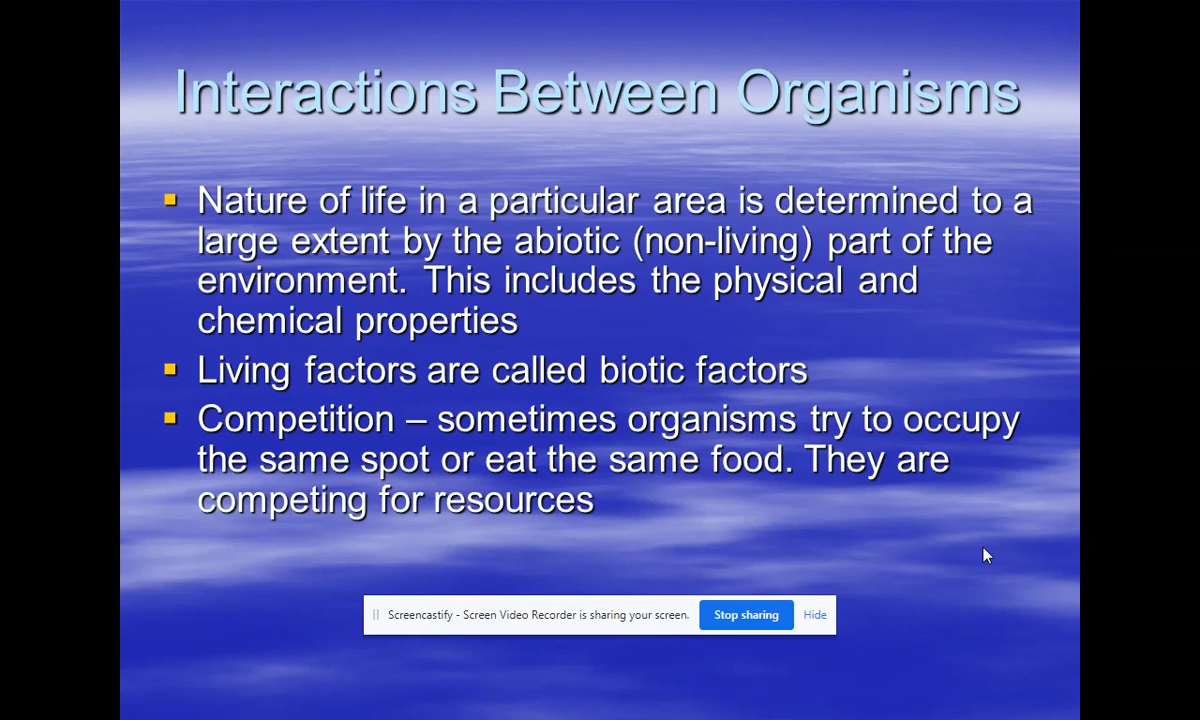 Interactions Between Organisms
Nature of life in a particular area is determined to a
large extent by the abiotic (non-living) part of the
environment. This includes the physical and
chemical properties
Living factors are called biotic factors
Competition – sometimes organisms try to occupy
the same spot or eat the same food. They are
competing for resources
Screencastify - Screen Video Recorder is sharing your screen. Stop sharing Hide